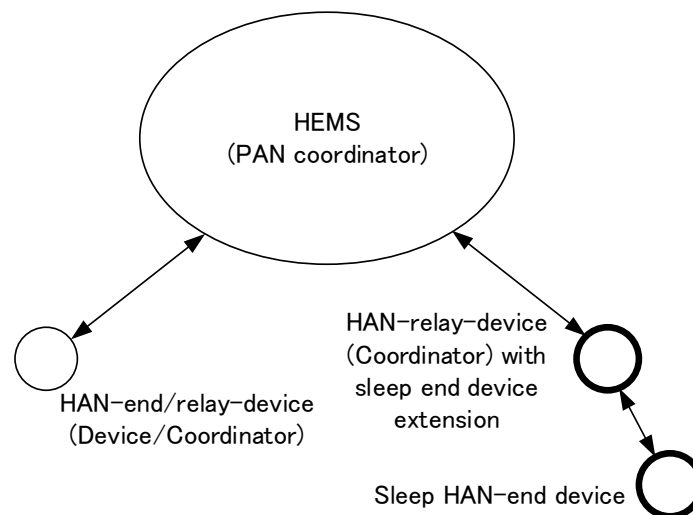 HEMS
(PAN coordinator)
HAN-relay-device
(Coordinator) with
sleep end device
extension
HAN-end/relay-device
(Device/Coordinator)
Sleep HAN-end device